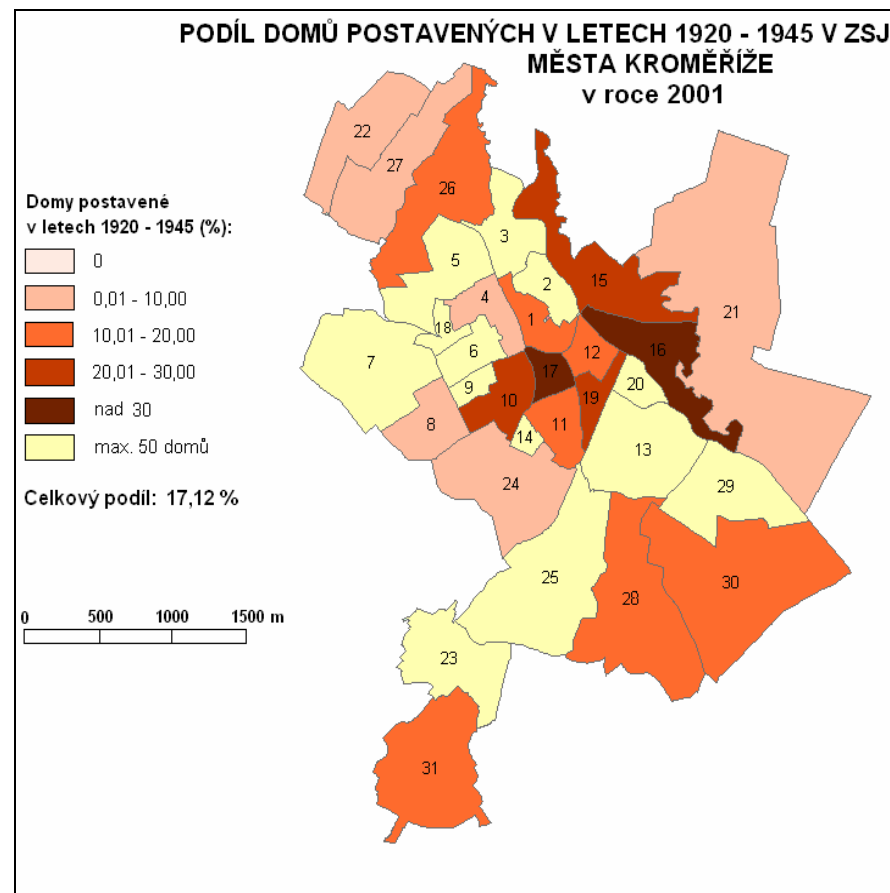 PODÍL DOMŮ POSTAVENÝCH V LETECH 1920 - 1945 V ZSJ
MĚSTA KROMĚŘÍŽE
v roce 2001
22
27
26
3
5
2
15
4
21
1
18
16
6
12
7
17
20
9
19
10
8
11
14
13
24
29
25
30
28
23
31
Domy postavené
v letech 1920 - 1945 (%):
0
0,01 - 10,00
10,01 - 20,00
20,01 - 30,00
nad 30
max. 50 domů
Celkový podíl: 17,12 %
0 500 1000 1500 m